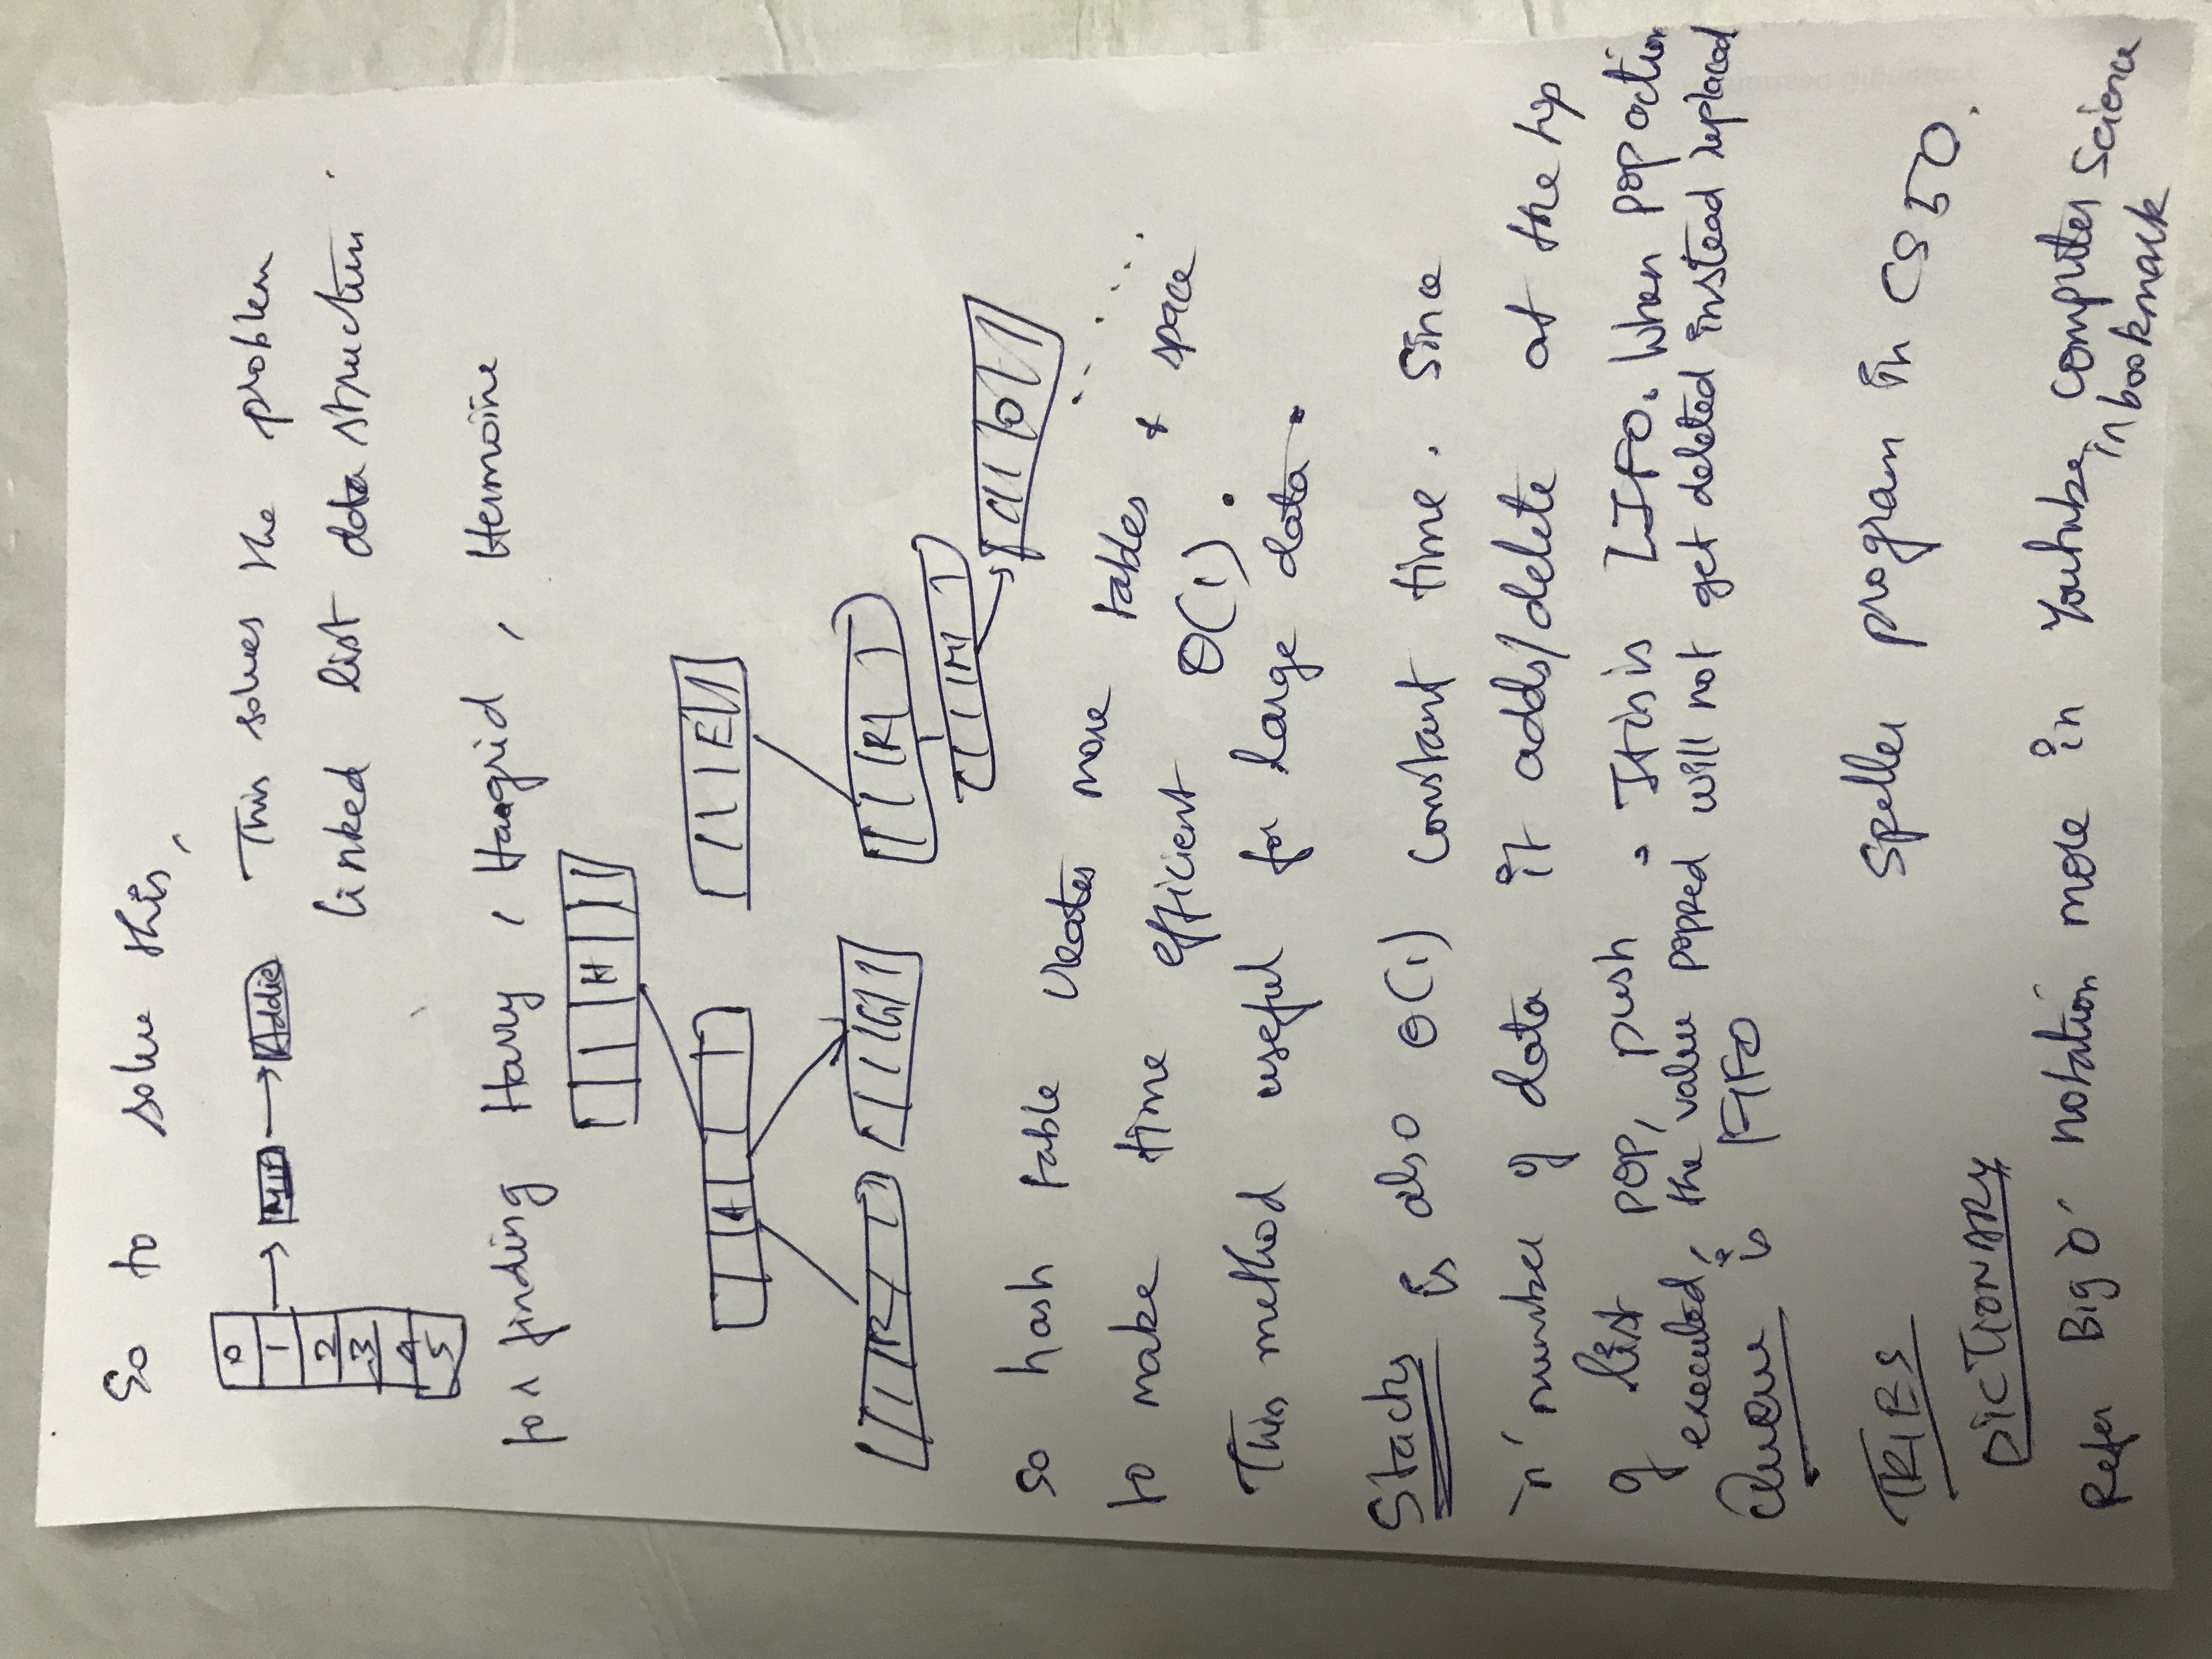 So to solve this,
0
1 Addie This solves the problem
2 linked list data structure
3
4
5
for finding Harry, Haagrid, Hermoine
H
A E
R G R
M
O
so hash table creates more tables & space
to make time efficient θ(1).
This method useful for large data.
Stacks is also θ(1) constant time. Since
'n' number of data it adds/delete at the top
of list pop, push. It is is LIFO. When pop action
executed, the value popped will not get deleted instead replaced
Queue is FIFO
TRIES Speller program in CS50.
DICTIONARY
Refer Big 'O' notation more in Youtube, computer Science
in bookmark